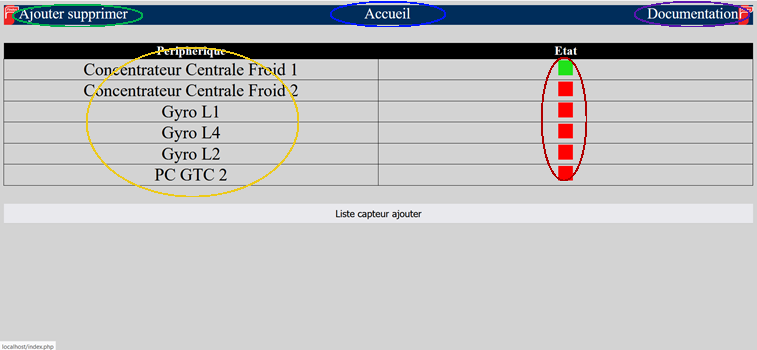 Ajouter supprimer Accueil Documentation
Peripherique Etat
Concentrateur Centrale Froid 1
Concentrateur Centrale Froid 2
Gyro L1
Gyro L4
Gyro L2
PC GTC 2
Liste capteur ajouter
localhost/index.php